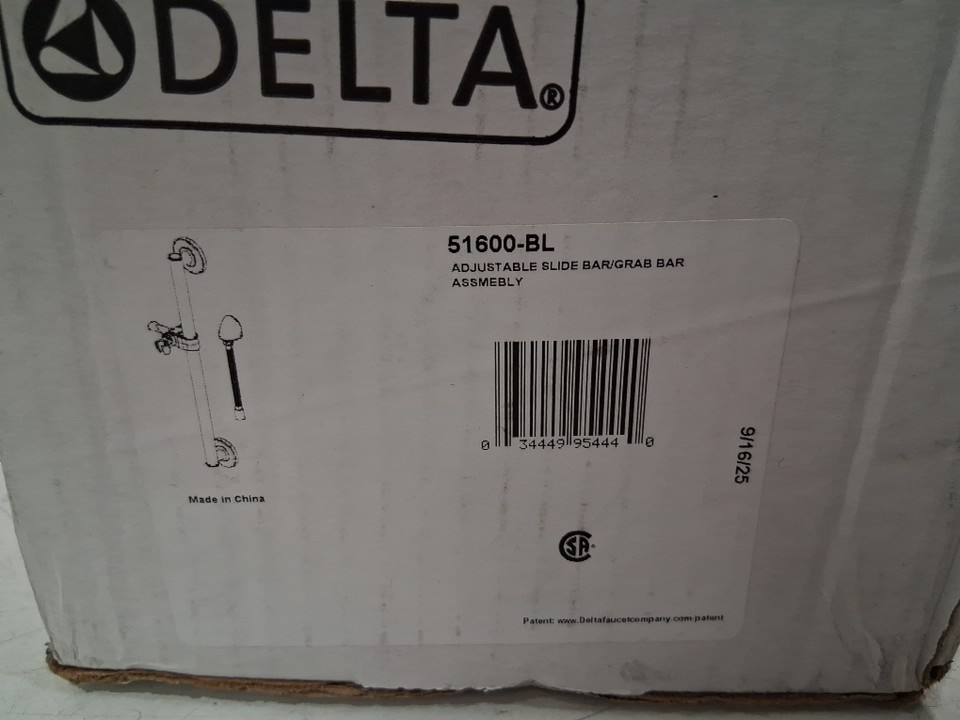 DELTA®
51600-BL
ADJUSTABLE SLIDE BAR/GRAB BAR
ASSMEBLY
0 34449 95444 0
9/16/25
Made in China
CSA®
Patent: www.Deltafaucetcompany.com/patent